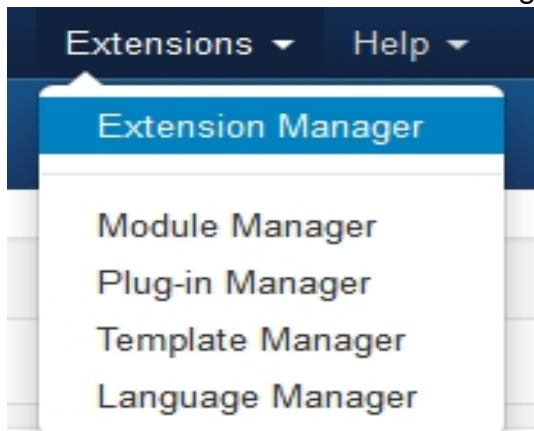 Extensions Help
Extension Manager
Module Manager
Plug-in Manager
Template Manager
Language Manager